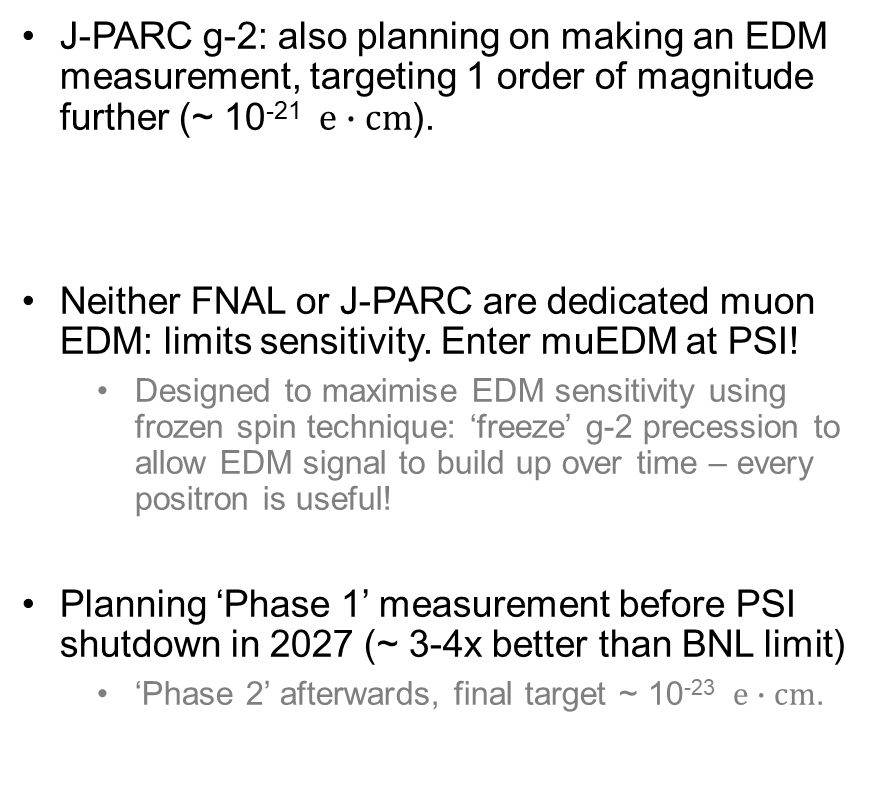 • J-PARC g-2: also planning on making an EDM
measurement, targeting 1 order of magnitude
further (~ 10⁻²¹ e · cm).
• Neither FNAL or J-PARC are dedicated muon
EDM: limits sensitivity. Enter muEDM at PSI!
• Designed to maximise EDM sensitivity using
frozen spin technique: ‘freeze’ g-2 precession to
allow EDM signal to build up over time – every
positron is useful!
• Planning ‘Phase 1’ measurement before PSI
shutdown in 2027 (~ 3-4x better than BNL limit)
• ‘Phase 2’ afterwards, final target ~ 10⁻²³ e · cm.